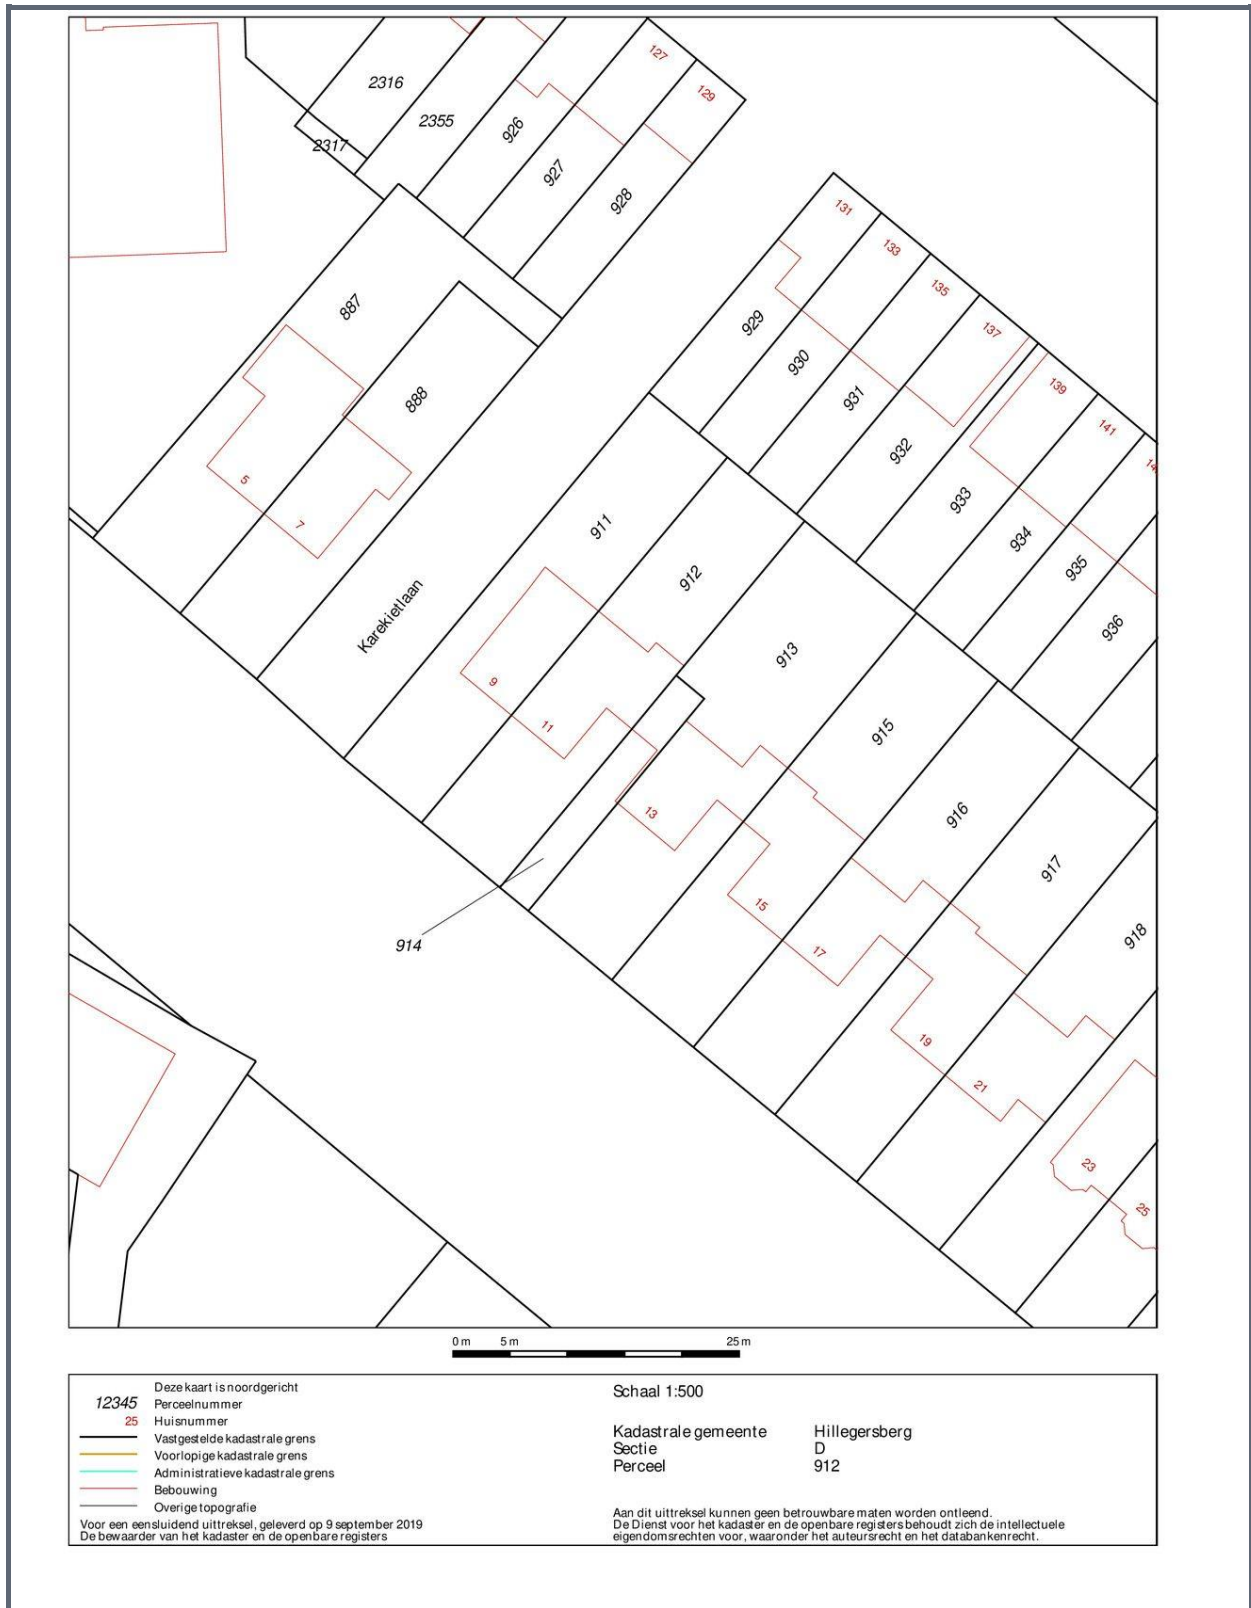 127
129
2316
2355
2317
926
927
928
131
133
135
137
139
141
887
888
929
930
931
932
933
934
935
936
5
7
Karekietlaan
911
912
913
915
916
917
918
9
11
13
15
17
19
21
23
25
914
0 m 5 m 25 m
Deze kaart is noordgericht
12345 Perceelnummer
25 Huisnummer
Vastgestelde kadastrale grens
Voorlopige kadastrale grens
Administratieve kadastrale grens
Bebouwing
Overige topografie
Voor een eensluidend uittreksel, geleverd op 9 september 2019
De bewaarder van het kadaster en de openbare registers
Schaal 1:500
Kadastrale gemeente Hillegersberg
Sectie D
Perceel 912
Aan dit uittreksel kunnen geen betrouwbare maten worden ontleend.
De Dienst voor het kadaster en de openbare registers behoudt zich de intellectuele
eigendomsrechten voor, waaronder het auteursrecht en het databankenrecht.